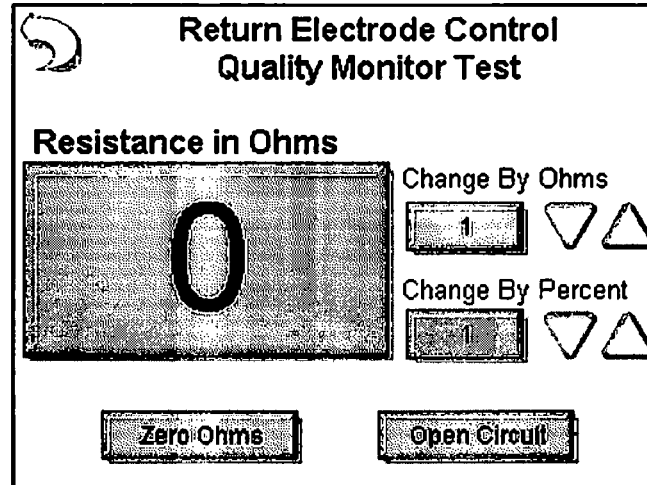 Return Electrode Control
Quality Monitor Test
Resistance in Ohms
0
Change By Ohms
1
Change By Percent
1
Zero Ohms
Open Circuit